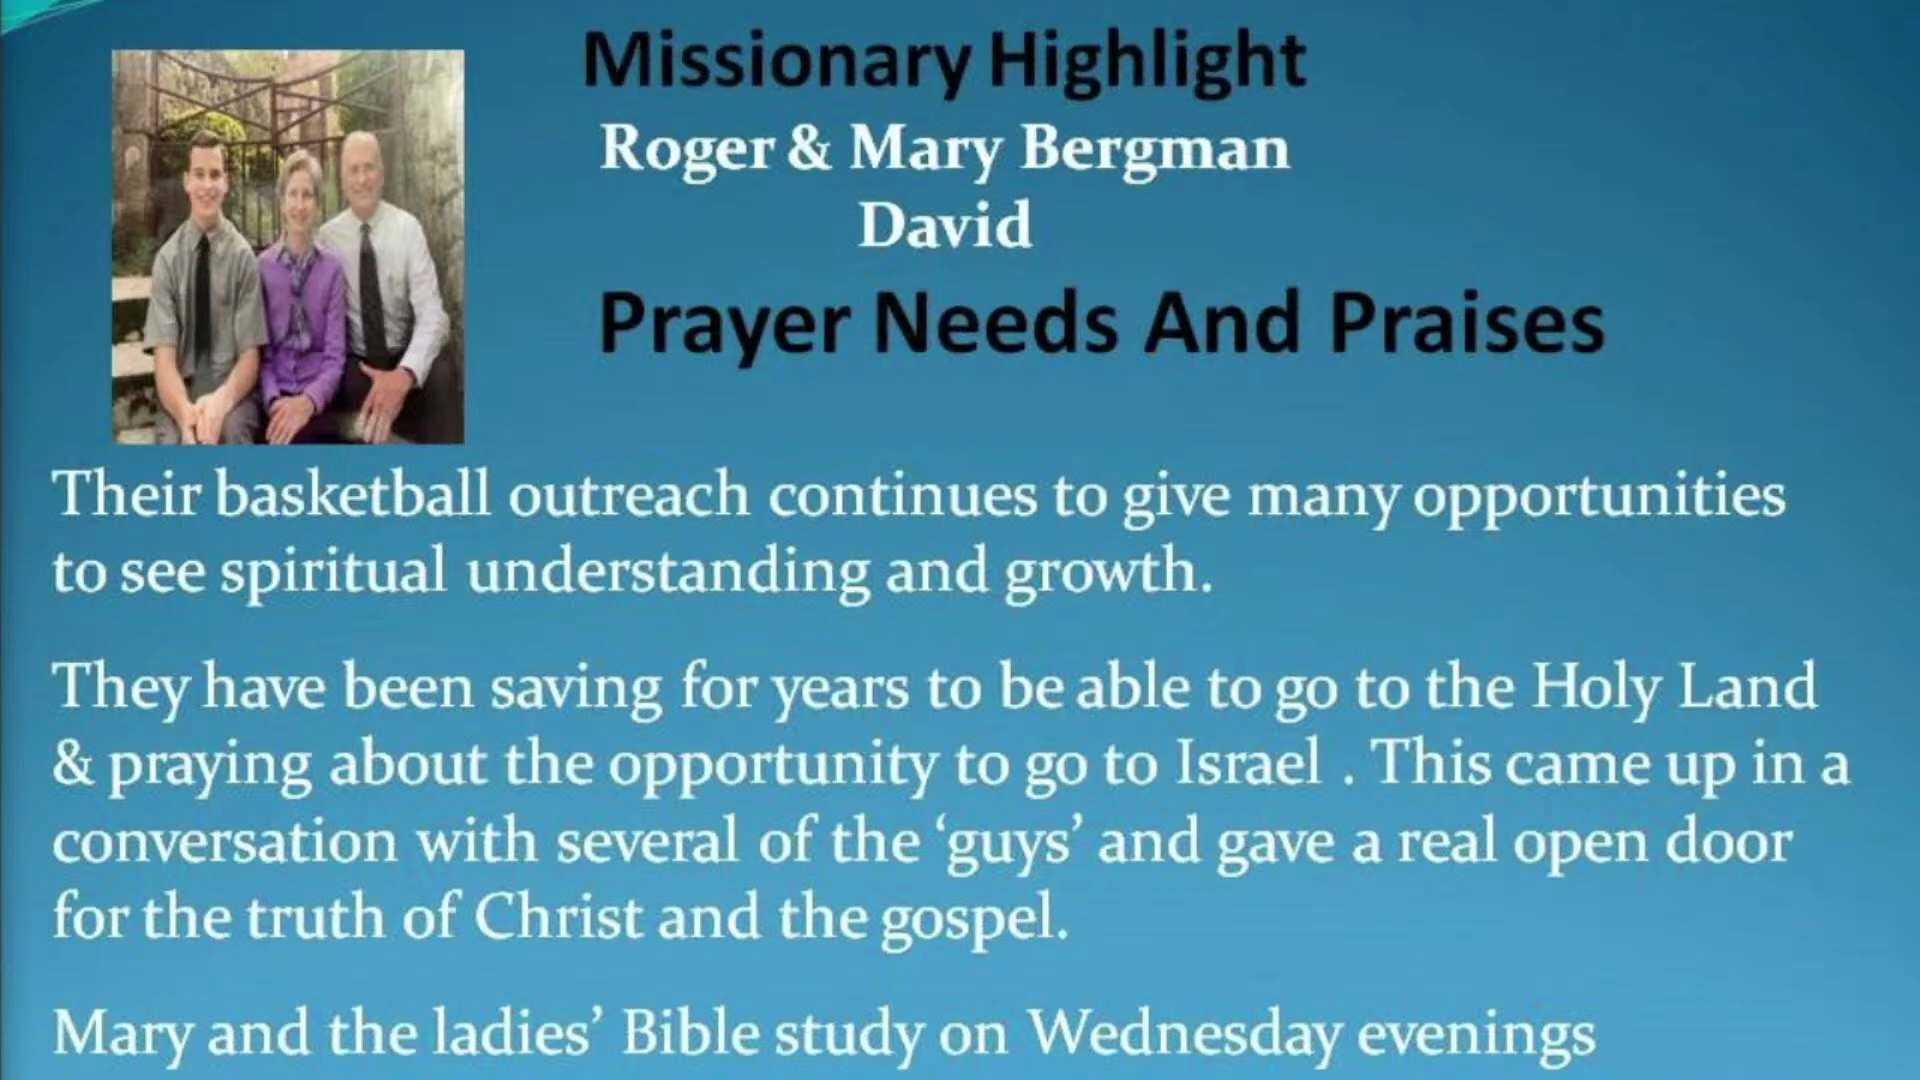 Missionary Highlight
Roger & Mary Bergman
David
Prayer Needs And Praises
Their basketball outreach continues to give many opportunities
to see spiritual understanding and growth.
They have been saving for years to be able to go to the Holy Land
& praying about the opportunity to go to Israel . This came up in a
conversation with several of the ‘guys’ and gave a real open door
for the truth of Christ and the gospel.
Mary and the ladies’ Bible study on Wednesday evenings